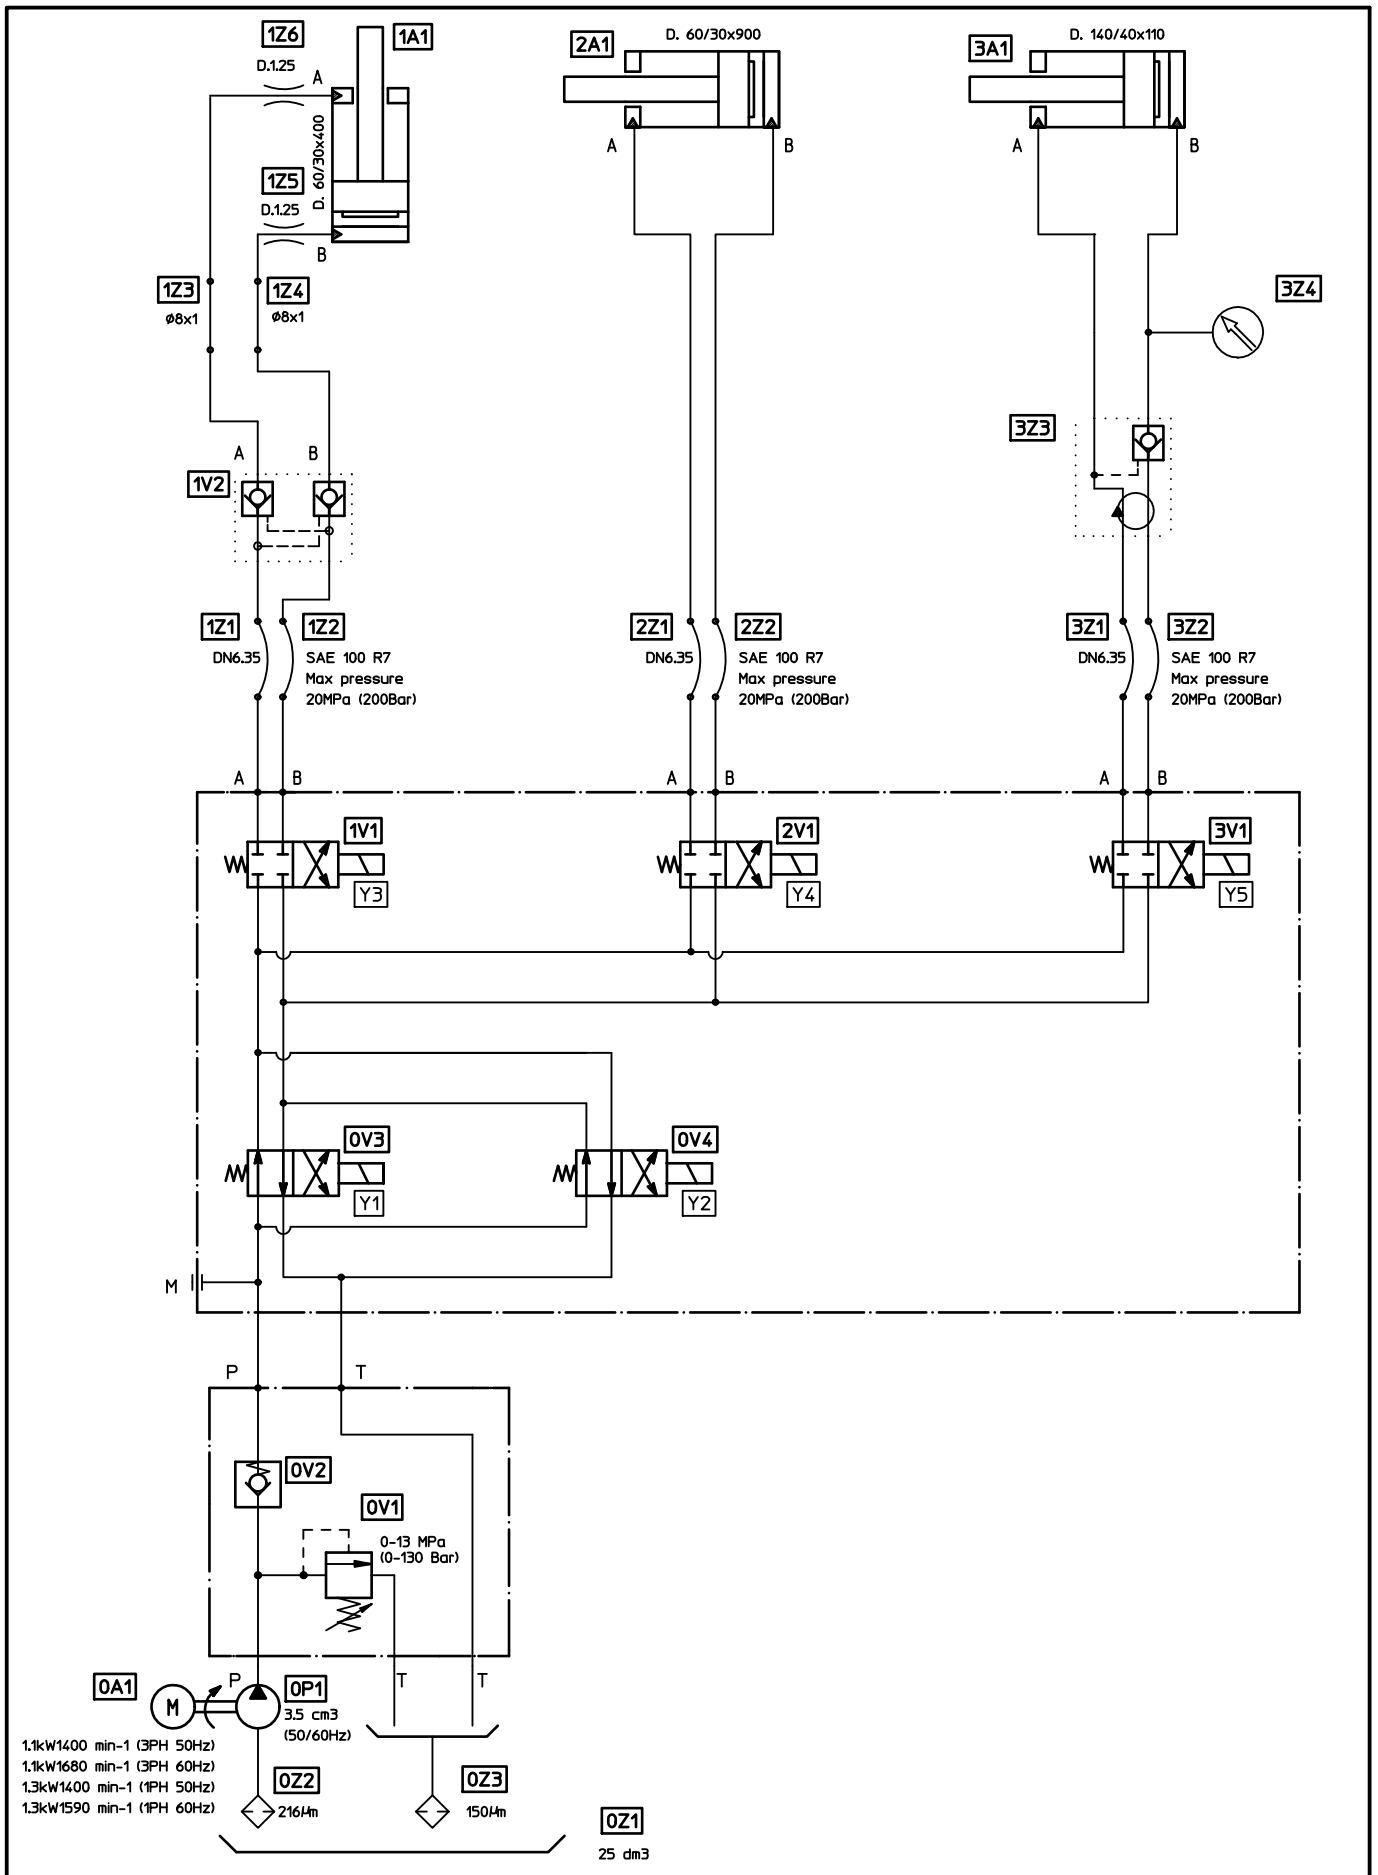 1Z6
1A1
D.1.25
A
D. 60/30x400
1Z5
D.1.25
B
1Z3
ø8x1
1Z4
ø8x1
A
B
1V2
1Z1
DN6.35
1Z2
SAE 100 R7
Max pressure
20MPa (200Bar)
A
B
2A1
D. 60/30x900
A
B
2Z1
DN6.35
2Z2
SAE 100 R7
Max pressure
20MPa (200Bar)
A
B
3A1
D. 140/40x110
A
B
3Z4
3Z3
3Z1
DN6.35
3Z2
SAE 100 R7
Max pressure
20MPa (200Bar)
A
B
1V1
Y3
2V1
Y4
3V1
Y5
0V3
Y1
0V4
Y2
M
P
T
0V2
0V1
0-13 MPa
(0-130 Bar)
0A1
M
P
0P1
3.5 cm3
(50/60Hz)
T
T
1.1kW1400 min-1 (3PH 50Hz)
1.1kW1680 min-1 (3PH 60Hz)
1.3kW1400 min-1 (1PH 50Hz)
1.3kW1590 min-1 (1PH 60Hz)
0Z2
216µm
0Z3
150µm
0Z1
25 dm3